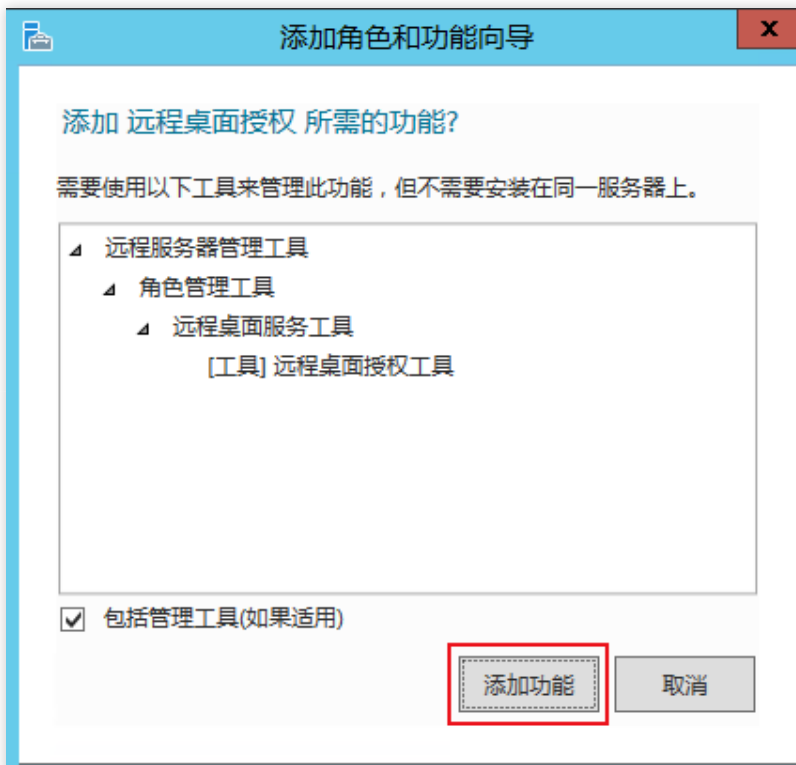 添加角色和功能向导
x
添加 远程桌面授权 所需的功能?
需要使用以下工具来管理此功能，但不需要安装在同一服务器上。
远程服务器管理工具
角色管理工具
远程桌面服务工具
[工具] 远程桌面授权工具
包括管理工具(如果适用)
添加功能 取消